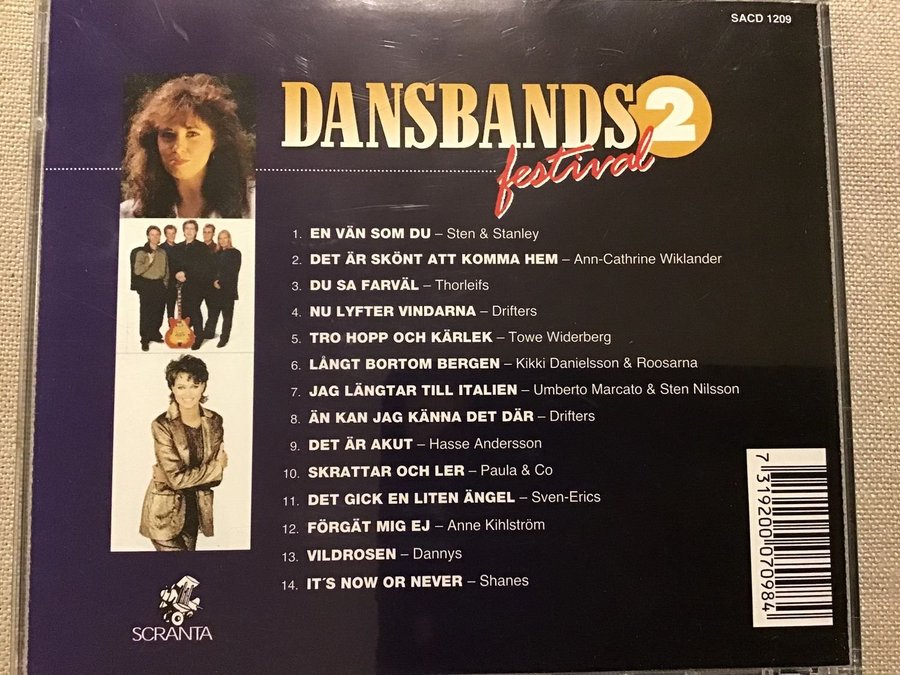 SACD 1209
DANSBANDS 2
festival
1. EN VÄN SOM DU – Sten & Stanley
2. DET ÄR SKÖNT ATT KOMMA HEM – Ann-Cathrine Wiklander
3. DU SA FARVÄL – Thorleifs
4. NU LYFTER VINDARNA – Drifters
5. TRO HOPP OCH KÄRLEK – Towe Widerberg
6. LÅNGT BORTOM BERGEN – Kikki Danielsson & Roosarna
7. JAG LÄNGTAR TILL ITALIEN – Umberto Marcato & Sten Nilsson
8. ÄN KAN JAG KÄNNA DET DÄR – Drifters
9. DET ÄR AKUT – Hasse Andersson
10. SKRATTAR OCH LER – Paula & Co
11. DET GICK EN LITEN ÄNGEL – Sven-Erics
12. FÖRGÄT MIG EJ – Anne Kihlström
13. VILDROSEN – Dannys
14. IT´S NOW OR NEVER – Shanes
SCRANTA
7 319200 070984